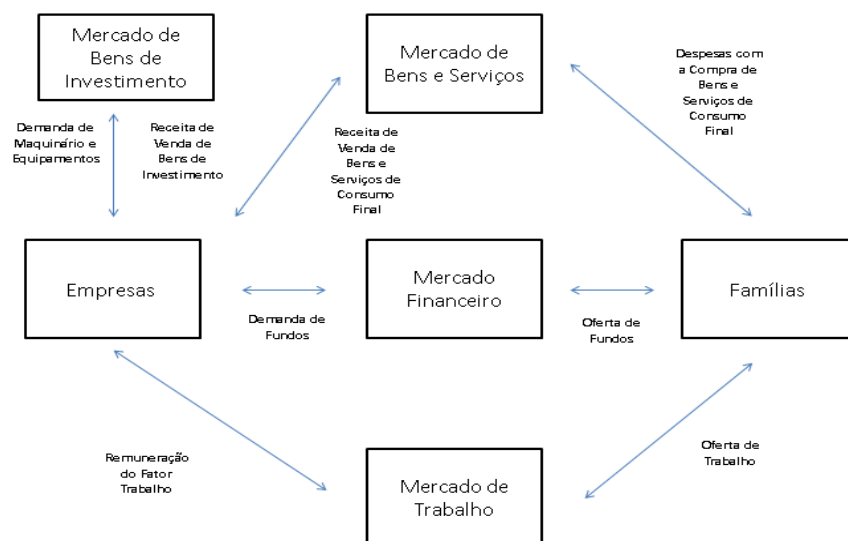 Mercado de
Bens de
Investimento
Mercado de
Bens e Serviços
Despesas com
a Compra de
Bens e
Serviços de
Consumo
Final
Demanda de
Maquinário e
Equipamentos
Receita de
Venda de
Bens de
Investimento
Receita de
Venda de
Bens e
Serviços de
Consumo
Final
Empresas
Mercado
Financeiro
Famílias
Demanda de
Fundos
Oferta de
Fundos
Remuneração
do Fator
Trabalho
Mercado de
Trabalho
Oferta de
Trabalho